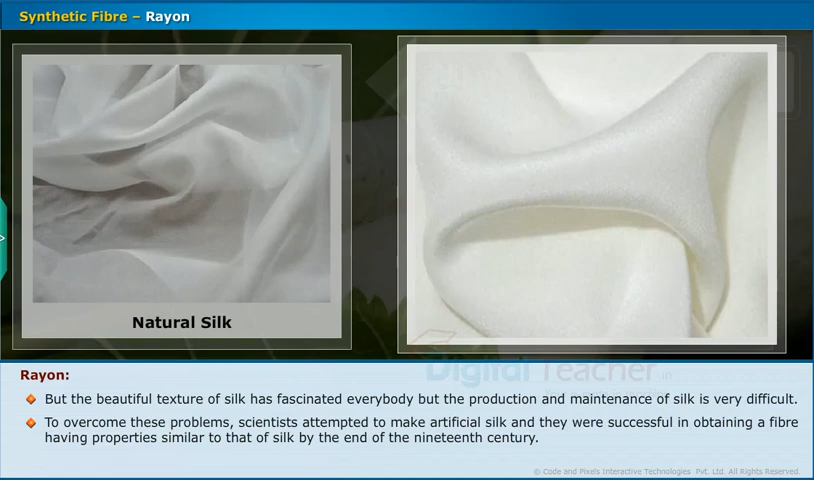 Synthetic Fibre – Rayon
Natural Silk
Digital Teacher.in
Rayon:
But the beautiful texture of silk has fascinated everybody but the production and maintenance of silk is very difficult.
To overcome these problems, scientists attempted to make artificial silk and they were successful in obtaining a fibre
having properties similar to that of silk by the end of the nineteenth century.
© Code and Pixels Interactive Technologies Pvt. Ltd. All Rights Reserved.